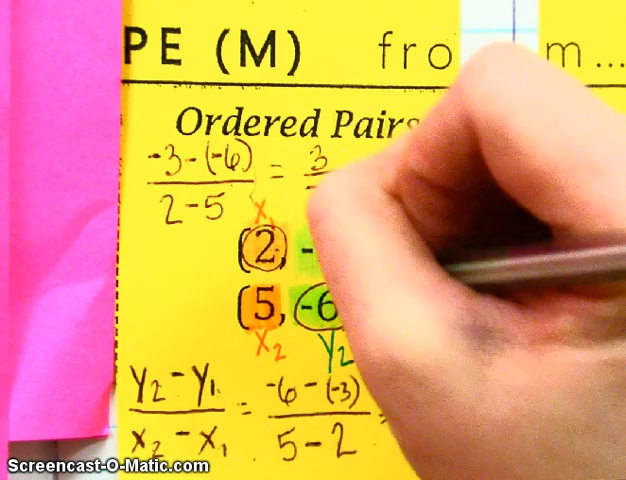 PE (M) fro m...
Ordered Pairs
-3-(-6) = 3
2-5
x₁
(2, -
(5, -6
x₂ y₂
y₂ - y₁ = -6 - (-3) =
x₂ - x₁ 5 - 2
Screencast-O-Matic.com